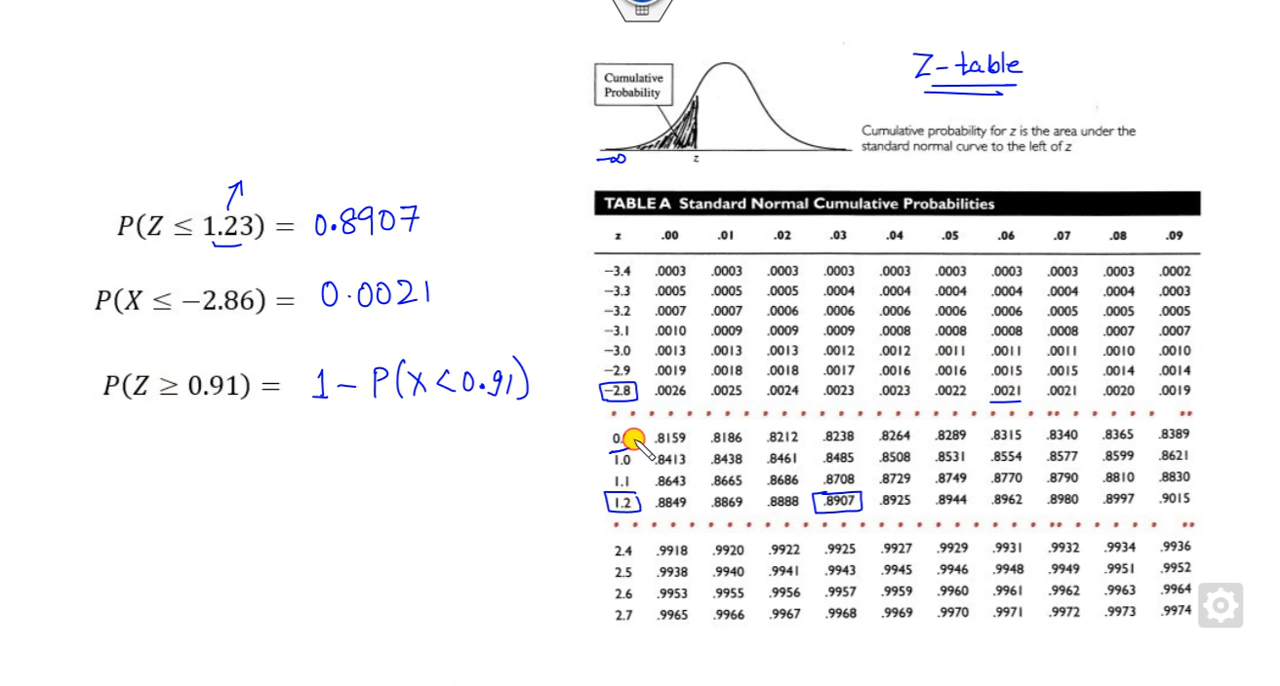 Z-table
Cumulative
Probability
Cumulative probability for z is the area under the
standard normal curve to the left of z
-∞
z
P(Z ≤ 1.23) = 0.8907
P(X ≤ −2.86) = 0.0021
P(Z ≥ 0.91) = 1 - P(X < 0.91)
TABLE A Standard Normal Cumulative Probabilities
z .00 .01 .02 .03 .04 .05 .06 .07 .08 .09
−3.4 .0003 .0003 .0003 .0003 .0003 .0003 .0003 .0003 .0003 .0002
−3.3 .0005 .0005 .0005 .0004 .0004 .0004 .0004 .0004 .0004 .0003
−3.2 .0007 .0007 .0006 .0006 .0006 .0006 .0006 .0005 .0005 .0005
−3.1 .0010 .0009 .0009 .0009 .0008 .0008 .0008 .0008 .0007 .0007
−3.0 .0013 .0013 .0013 .0012 .0012 .0011 .0011 .0011 .0010 .0010
−2.9 .0019 .0018 .0018 .0017 .0016 .0016 .0015 .0015 .0014 .0014
−2.8 .0026 .0025 .0024 .0023 .0023 .0022 .0021 .0021 .0020 .0019
0. .8159 .8186 .8212 .8238 .8264 .8289 .8315 .8340 .8365 .8389
1.0 .8413 .8438 .8461 .8485 .8508 .8531 .8554 .8577 .8599 .8621
1.1 .8643 .8665 .8686 .8708 .8729 .8749 .8770 .8790 .8810 .8830
1.2 .8849 .8869 .8888 .8907 .8925 .8944 .8962 .8980 .8997 .9015
2.4 .9918 .9920 .9922 .9925 .9927 .9929 .9931 .9932 .9934 .9936
2.5 .9938 .9940 .9941 .9943 .9945 .9946 .9948 .9949 .9951 .9952
2.6 .9953 .9955 .9956 .9957 .9959 .9960 .9961 .9962 .9963 .9964
2.7 .9965 .9966 .9967 .9968 .9969 .9970 .9971 .9972 .9973 .9974